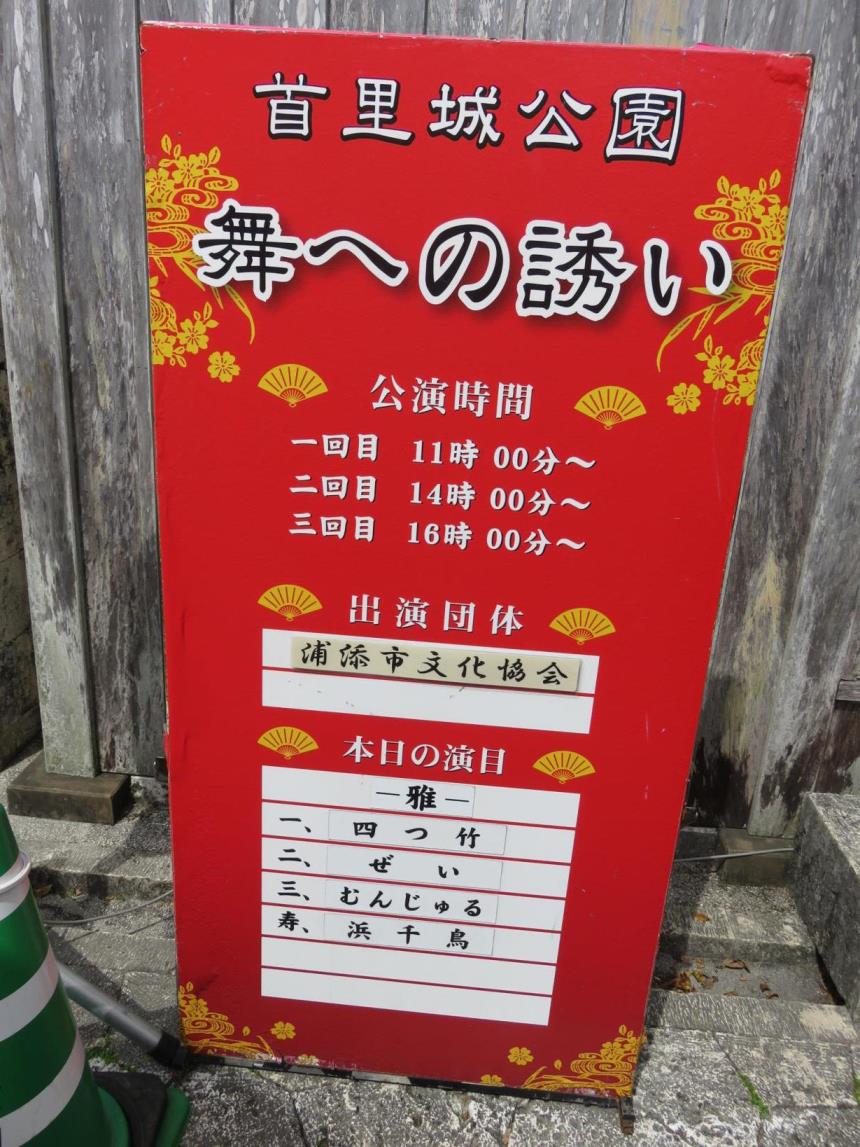 首里城公園
舞への誘い
公演時間
一回目 11時 00分～
二回目 14時 00分～
三回目 16時 00分～
出演団体
浦添市文化協会
本日の演目
－雅－
一、 四つ竹
二、 ぜい
三、 むんじゅる
寿、 浜千鳥